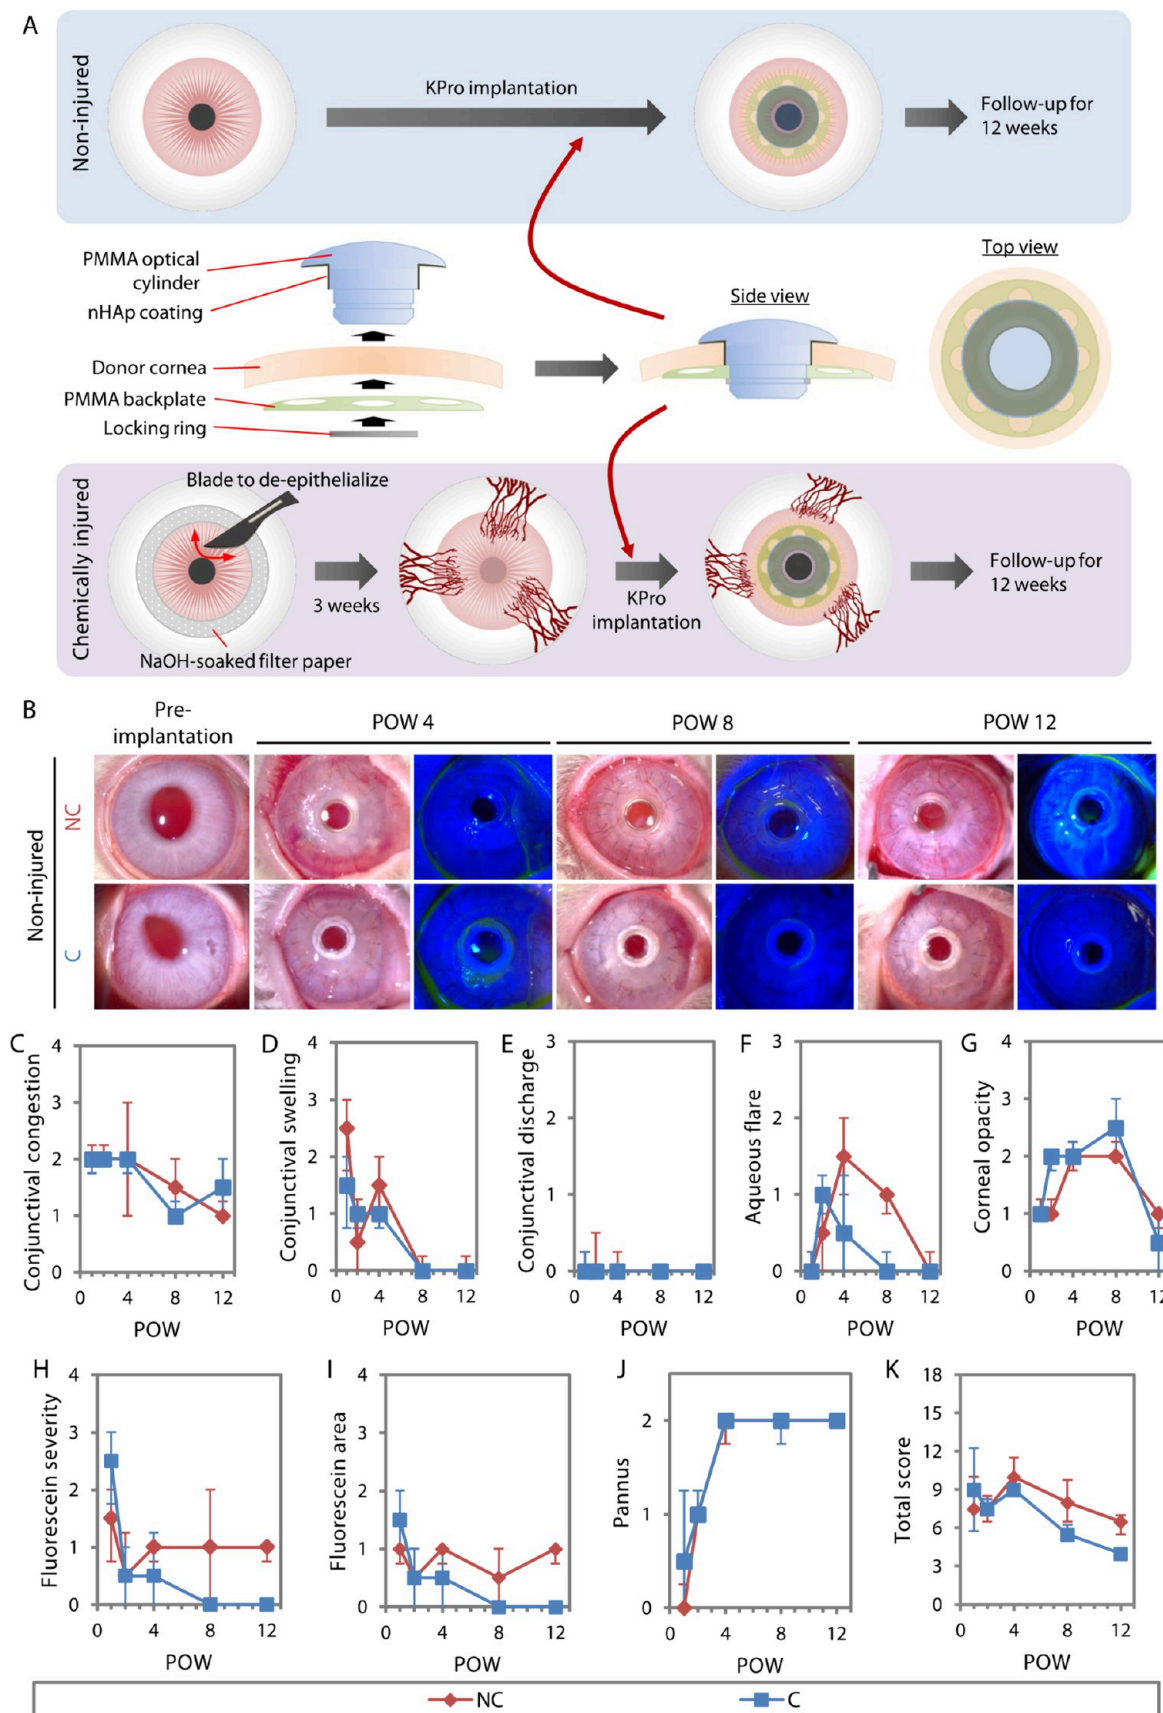 A
Non-injured
KPro implantation
Follow-up for
12 weeks
PMMA optical
cylinder
nHAp coating
Donor cornea
PMMA backplate
Locking ring
Side view
Top view
Chemically injured
Blade to de-epithelialize
3 weeks
NaOH-soaked filter paper
KPro
implantation
Follow-up for
12 weeks
B
Pre-
implantation
POW 4
POW 8
POW 12
Non-injured
NC
C
C
Conjunctival congestion
4
3
2
1
0
0 4 8 12
POW
D
Conjunctival swelling
4
3
2
1
0
0 4 8 12
POW
E
Conjunctival discharge
3
2
1
0
0 4 8 12
POW
F
Aqueous flare
3
2
1
0
0 4 8 12
POW
G
Corneal opacity
4
3
2
1
0
0 4 8 12
POW
H
Fluorescein severity
4
3
2
1
0
0 4 8 12
POW
I
Fluorescein area
4
3
2
1
0
0 4 8 12
POW
J
Pannus
2
1
0
0 4 8 12
POW
K
Total score
18
15
12
9
6
3
0
0 4 8 12
POW
NC
C